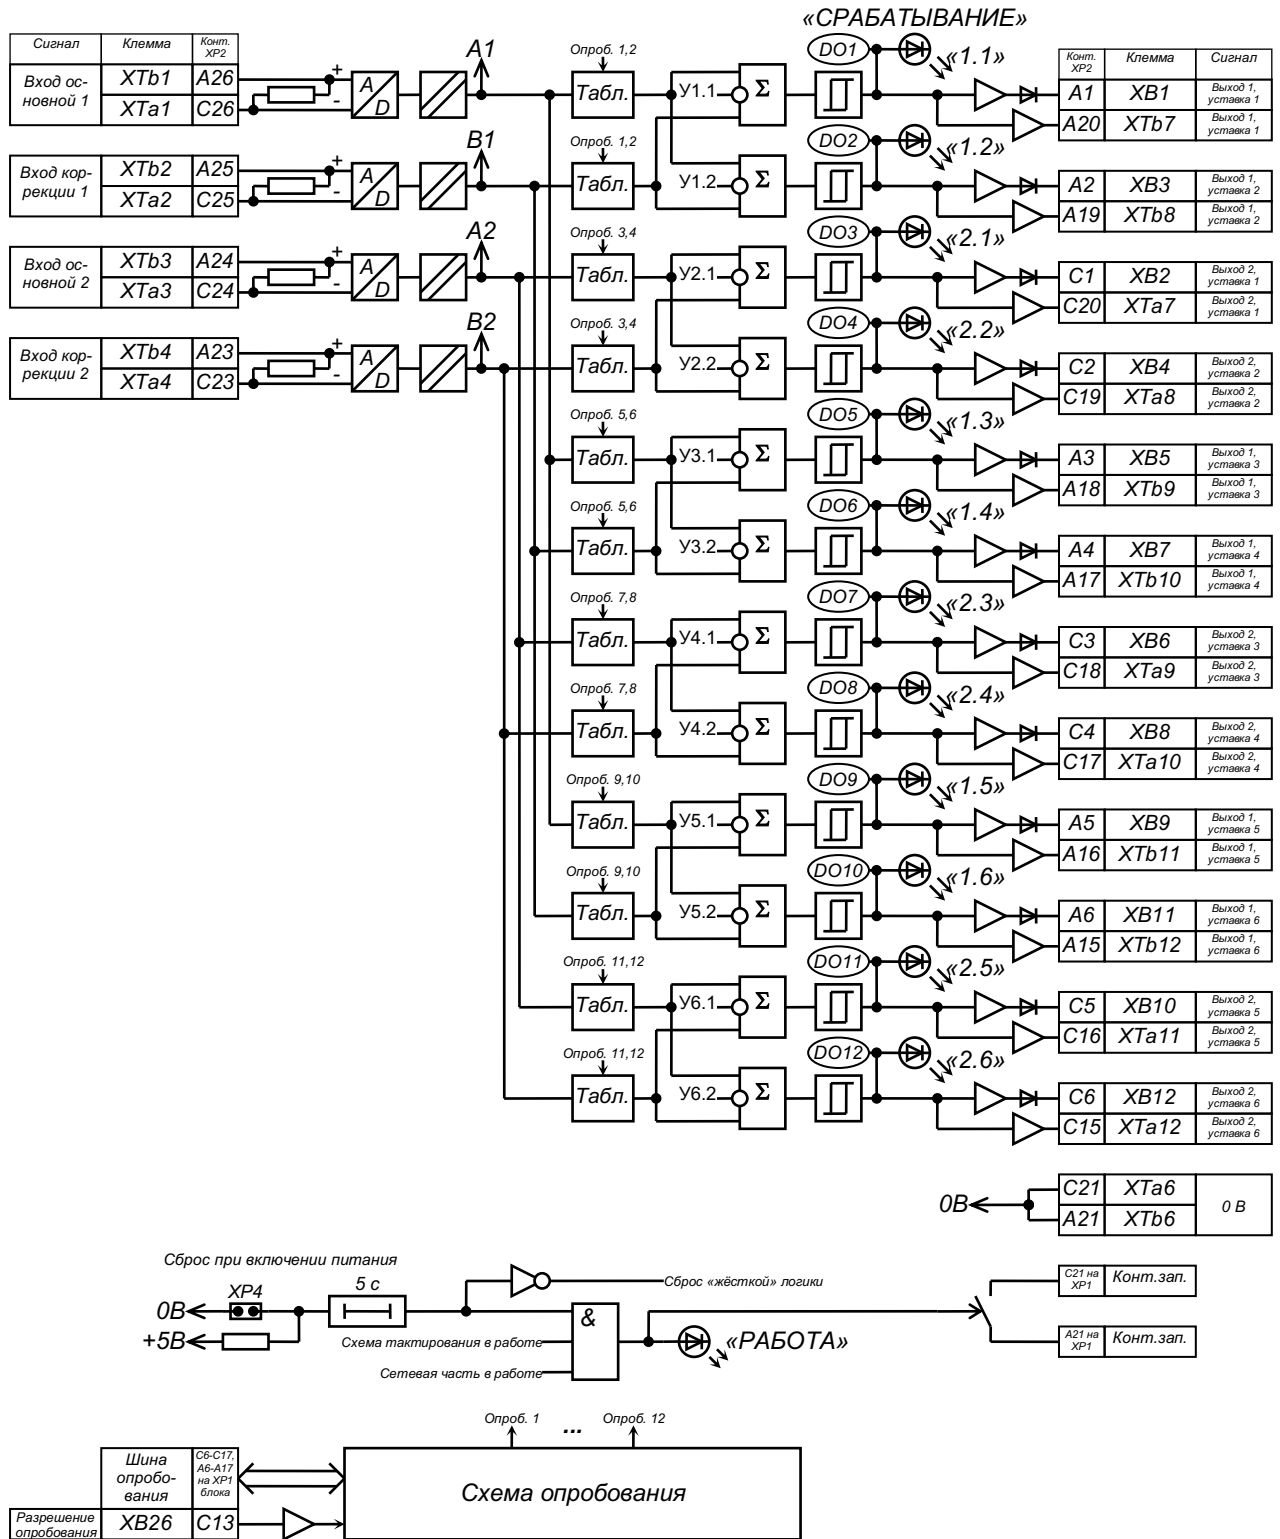 «СРАБАТЫВАНИЕ»
Сигнал Клемма Конт. XP2
Вход основной 1
XTb1 A26
XTa1 C26
Вход коррекции 1
XTb2 A25
XTa2 C25
Вход основной 2
XTb3 A24
XTa3 C24
Вход коррекции 2
XTb4 A23
XTa4 C23
+
-
A/D
A1
+
-
A/D
B1
+
-
A/D
A2
+
-
A/D
B2
Опроб. 1,2
Табл. У1.1 Σ DO1 «1.1»
Опроб. 1,2
Табл. У1.2 Σ DO2 «1.2»
Опроб. 3,4
Табл. У2.1 Σ DO3 «2.1»
Опроб. 3,4
Табл. У2.2 Σ DO4 «2.2»
Опроб. 5,6
Табл. У3.1 Σ DO5 «1.3»
Опроб. 5,6
Табл. У3.2 Σ DO6 «1.4»
Опроб. 7,8
Табл. У4.1 Σ DO7 «2.3»
Опроб. 7,8
Табл. У4.2 Σ DO8 «2.4»
Опроб. 9,10
Табл. У5.1 Σ DO9 «1.5»
Опроб. 9,10
Табл. У5.2 Σ DO10 «1.6»
Опроб. 11,12
Табл. У6.1 Σ DO11 «2.5»
Опроб. 11,12
Табл. У6.2 Σ DO12 «2.6»
Конт. XP2 Клемма Сигнал
A1 XB1 Выход 1, уставка 1
A20 XTb7 Выход 1, уставка 1
A2 XB3 Выход 1, уставка 2
A19 XTb8 Выход 1, уставка 2
C1 XB2 Выход 2, уставка 1
C20 XTa7 Выход 2, уставка 1
C2 XB4 Выход 2, уставка 2
C19 XTa8 Выход 2, уставка 2
A3 XB5 Выход 1, уставка 3
A18 XTb9 Выход 1, уставка 3
A4 XB7 Выход 1, уставка 4
A17 XTb10 Выход 1, уставка 4
C3 XB6 Выход 2, уставка 3
C18 XTa9 Выход 2, уставка 3
C4 XB8 Выход 2, уставка 4
C17 XTa10 Выход 2, уставка 4
A5 XB9 Выход 1, уставка 5
A16 XTb11 Выход 1, уставка 5
A6 XB11 Выход 1, уставка 6
A15 XTb12 Выход 1, уставка 6
C5 XB10 Выход 2, уставка 5
C16 XTa11 Выход 2, уставка 5
C6 XB12 Выход 2, уставка 6
C15 XTa12 Выход 2, уставка 6
0В
C21 XTa6
A21 XTb6
0 В
Сброс при включении питания
XP4
5 с
0В
+5В
Сброс «жёсткой» логики
&
Схема тактирования в работе
Сетевая часть в работе
«РАБОТА»
C21 на XP1 Конт.зап.
A21 на XP1 Конт.зап.
Опроб. 1 ... Опроб. 12
Шина опробования
C6-C17, A6-A17 на XP1 блока
Схема опробования
Разрешение опробования XB26 C13